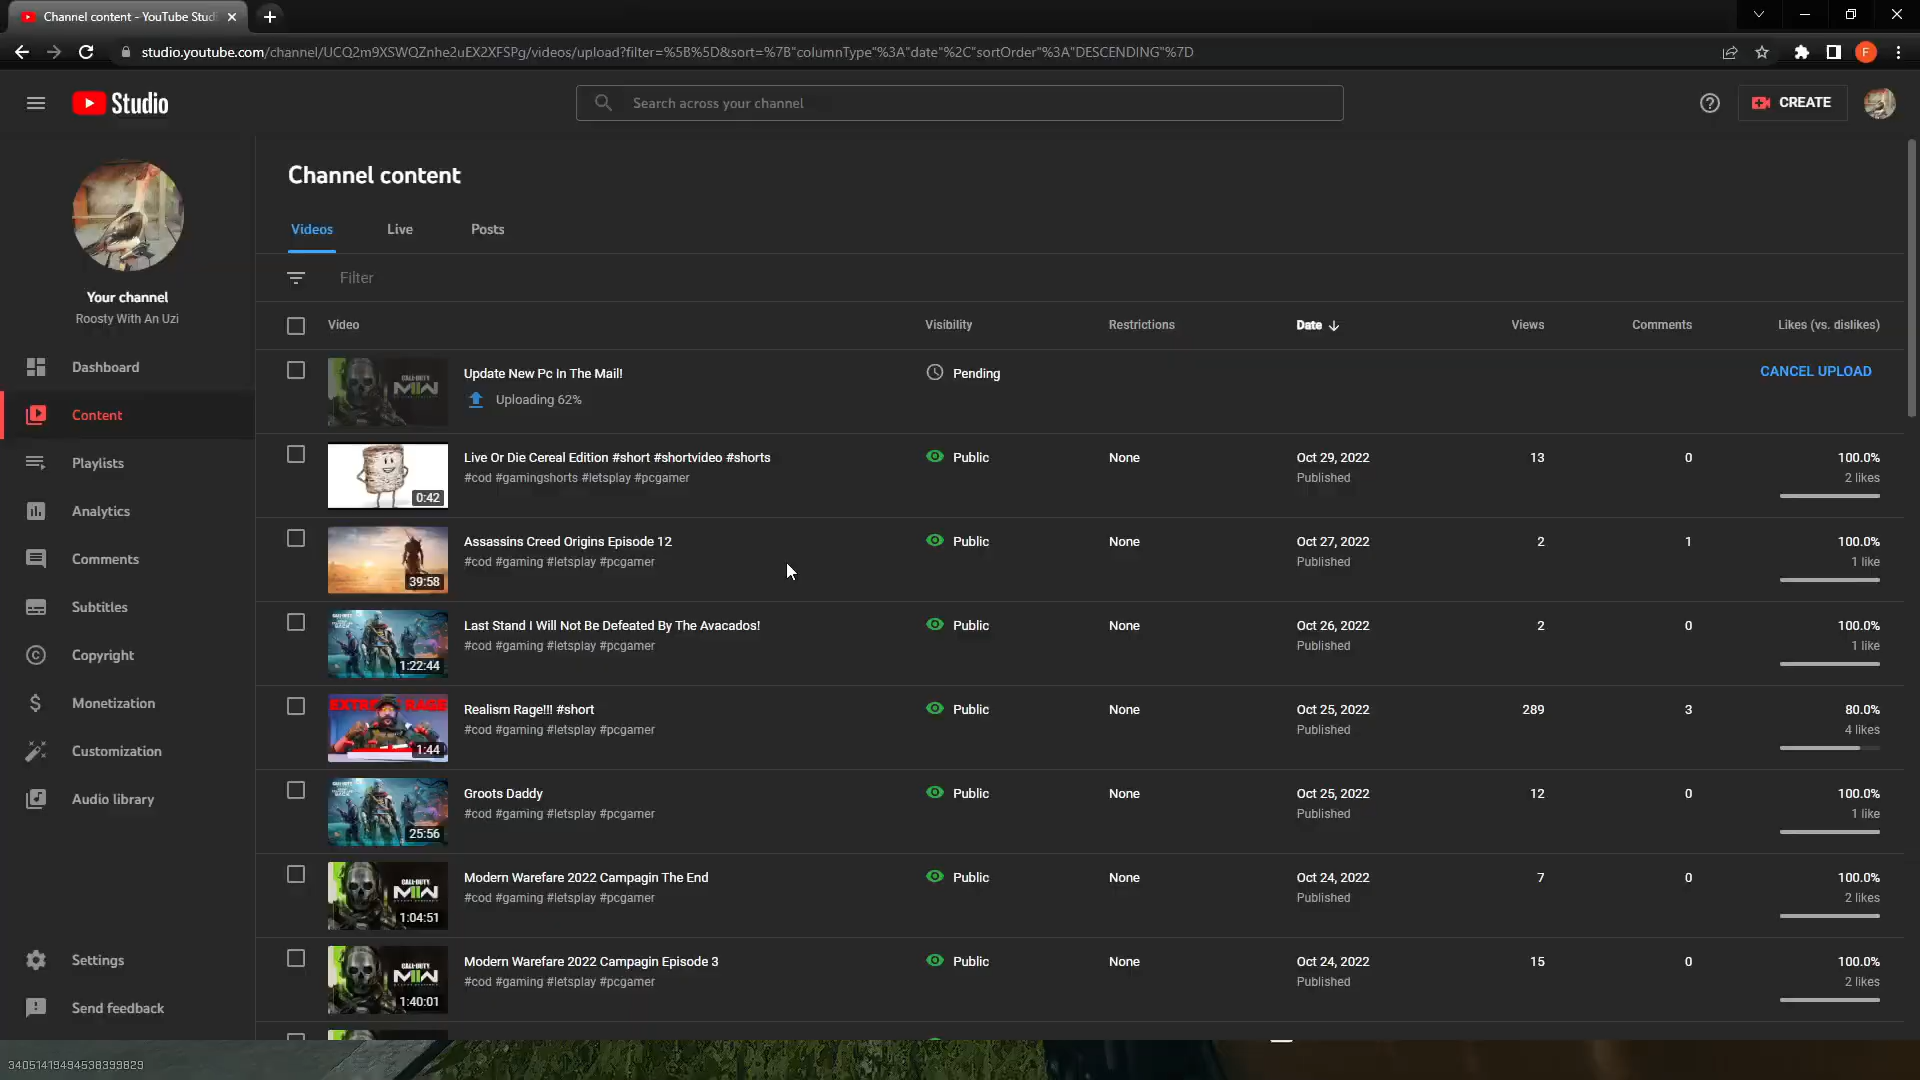 Channel content - YouTube Studi
studio.youtube.com/channel/UCQ2m9XSWQZnhe2uEX2XFSPg/videos/upload?filter=%5B%5D&sort=%7B"columnType"%3A"date"%2C"sortOrder"%3A"DESCENDING"%7D
F
Studio
Search across your channel
CREATE
Your channel
Roosty With An Uzi
Dashboard
Content
Playlists
Analytics
Comments
Subtitles
Copyright
Monetization
Customization
Audio library
Settings
Send feedback
Channel content
Videos Live Posts
Filter
Video Visibility Restrictions Date Views Comments Likes (vs. dislikes)
Update New Pc In The Mail! Pending CANCEL UPLOAD
Uploading 62%
Live Or Die Cereal Edition #short #shortvideo #shorts Public None Oct 29, 2022 13 0 100.0%
#cod #gamingshorts #letsplay #pcgamer Published 2 likes
0:42
Assassins Creed Origins Episode 12 Public None Oct 27, 2022 2 1 100.0%
#cod #gaming #letsplay #pcgamer Published 1 like
39:58
Last Stand I Will Not Be Defeated By The Avacados! Public None Oct 26, 2022 2 0 100.0%
#cod #gaming #letsplay #pcgamer Published 1 like
1:22:44
Realism Rage!!! #short Public None Oct 25, 2022 289 3 80.0%
#cod #gaming #letsplay #pcgamer Published 4 likes
1:44
Groots Daddy Public None Oct 25, 2022 12 0 100.0%
#cod #gaming #letsplay #pcgamer Published 1 like
25:56
Modern Warefare 2022 Campagin The End Public None Oct 24, 2022 7 0 100.0%
#cod #gaming #letsplay #pcgamer Published 2 likes
1:04:51
Modern Warefare 2022 Campagin Episode 3 Public None Oct 24, 2022 15 0 100.0%
#cod #gaming #letsplay #pcgamer Published 2 likes
1:40:01
34051419494538399829